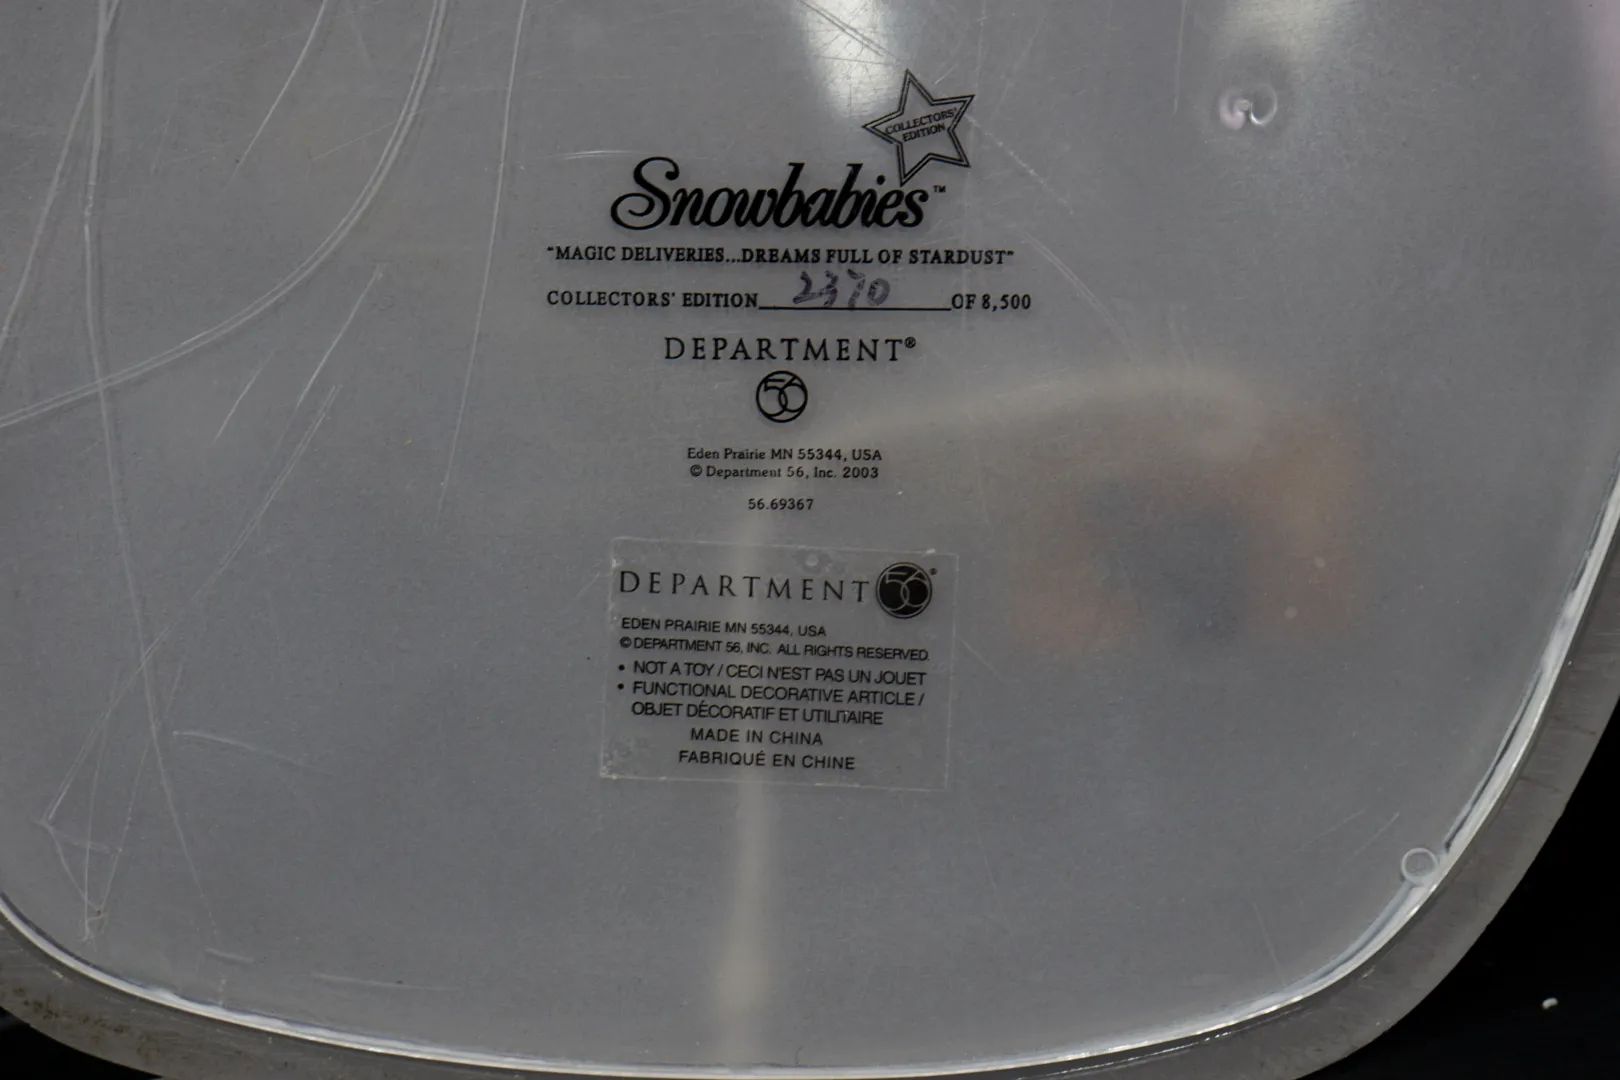 COLLECTORS'
EDITION
Snowbabies™
"MAGIC DELIVERIES...DREAMS FULL OF STARDUST"
COLLECTORS' EDITION 2370 OF 8,500
DEPARTMENT®
56
Eden Prairie MN 55344, USA
© Department 56, Inc. 2003
56.69367
DEPARTMENT 56®
EDEN PRAIRIE MN 55344, USA
© DEPARTMENT 56, INC. ALL RIGHTS RESERVED.
• NOT A TOY / CECI N'EST PAS UN JOUET
• FUNCTIONAL DECORATIVE ARTICLE /
OBJET DÉCORATIF ET UTILITAIRE
MADE IN CHINA
FABRIQUÉ EN CHINE